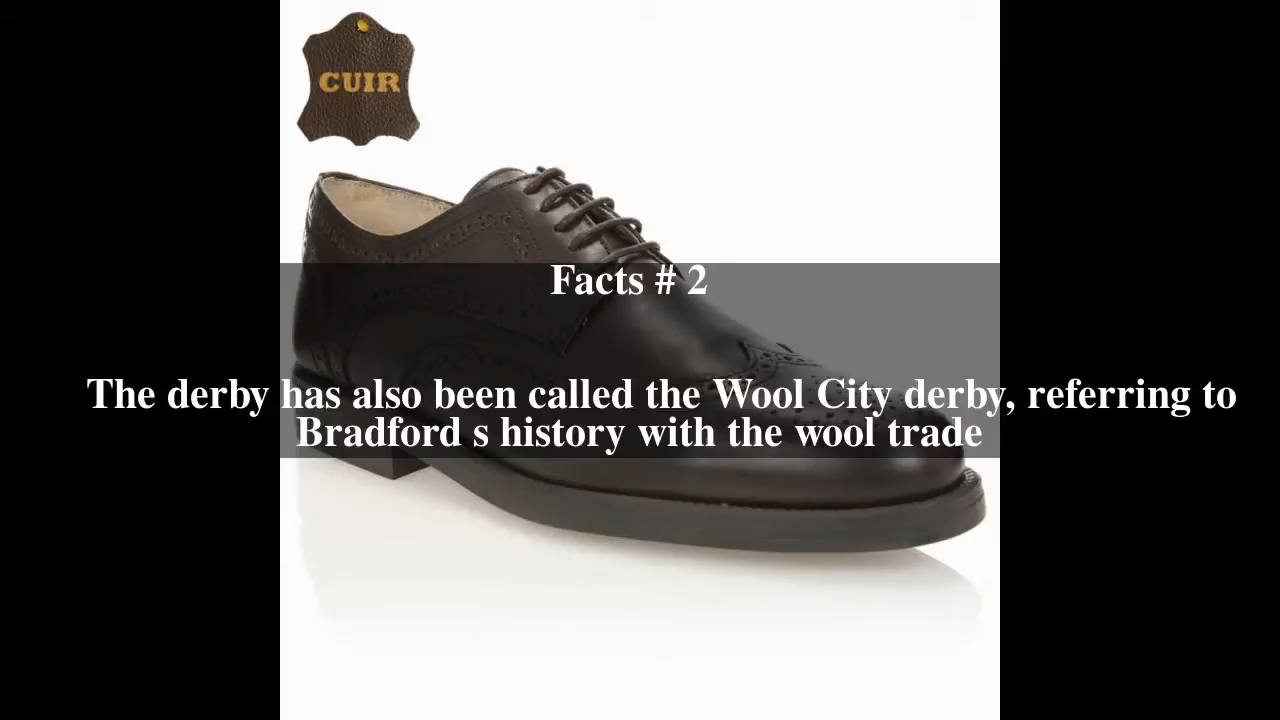 CUIR
Facts # 2
The derby has also been called the Wool City derby, referring to
Bradford s history with the wool trade